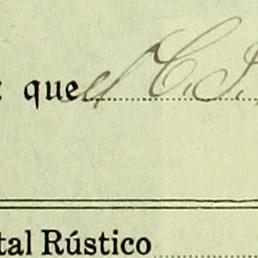 : que el C. J.
tal Rústico